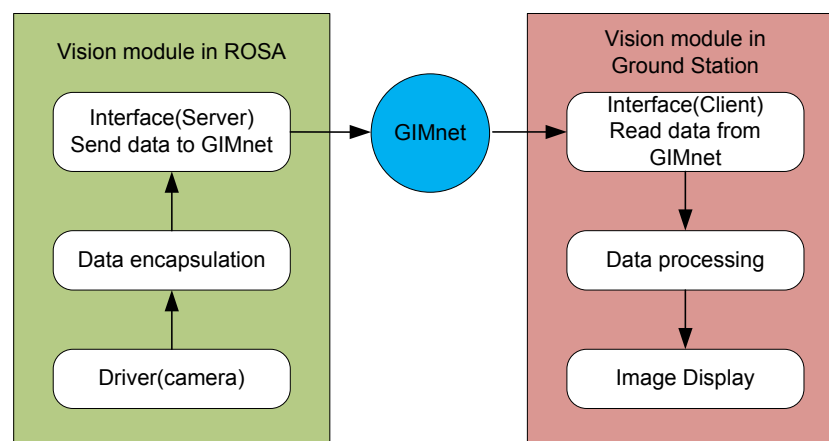 Vision module in ROSA
Interface(Server)
Send data to GIMnet
Data encapsulation
Driver(camera)
GIMnet
Vision module in
Ground Station
Interface(Client)
Read data from
GIMnet
Data processing
Image Display